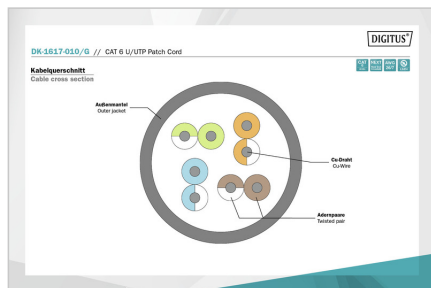 DIGITUS®
DK-1617-010/G // CAT 6 U/UTP Patch Cord
Kabelquerschnitt
Cable cross section
Außenmantel
Outer jacket
Cu-Draht
Cu-Wire
Adernpaare
Twisted pair